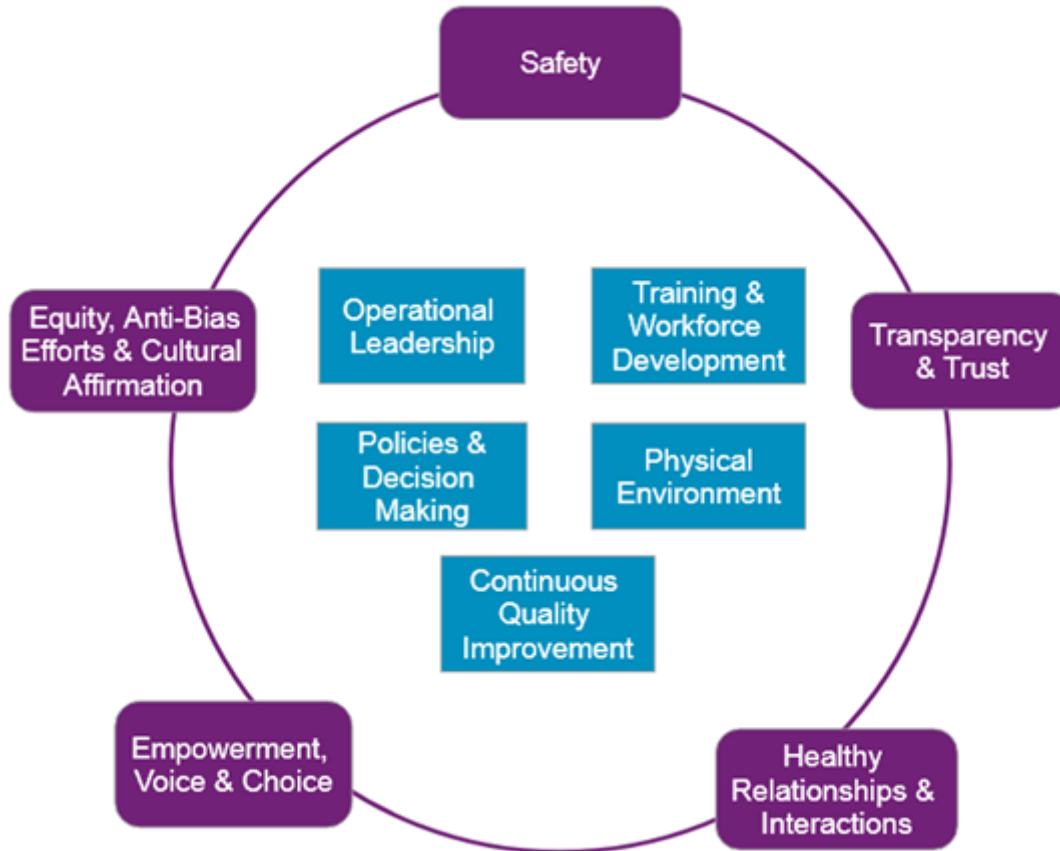 Safety
Equity, Anti-Bias
Efforts & Cultural
Affirmation
Operational
Leadership
Training &
Workforce
Development
Transparency
& Trust
Policies &
Decision
Making
Physical
Environment
Continuous
Quality
Improvement
Empowerment,
Voice & Choice
Healthy
Relationships &
Interactions